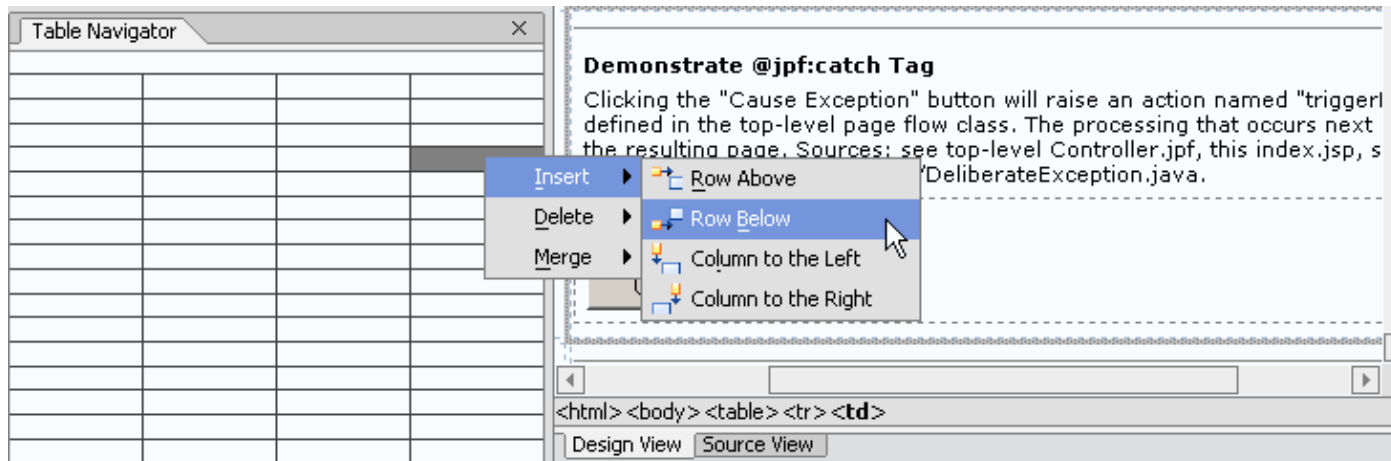 Table Navigator
Demonstrate @jpf:catch Tag
Clicking the "Cause Exception" button will raise an action named "trigger
defined in the top-level page flow class. The processing that occurs next
the resulting page. Sources: see top-level Controller.jpf, this index.jsp, s
/DeliberateException.java.
Insert
Delete
Merge
Row Above
Row Below
Column to the Left
Column to the Right
<html> <body> <table> <tr> <td>
Design View
Source View